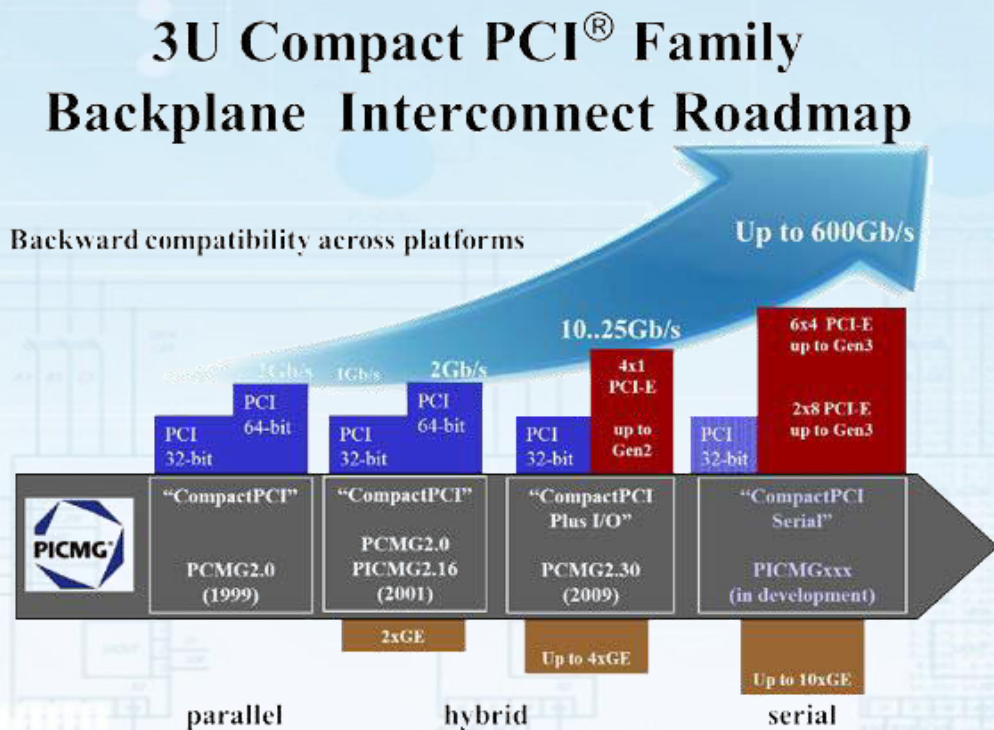 3U Compact PCI® Family
Backplane Interconnect Roadmap
Backward compatibility across platforms
Up to 600Gb/s
10..25Gb/s
2Gb/s
1Gb/s
2Gb/s
PCI
32-bit
PCI
64-bit
PCI
32-bit
PCI
64-bit
PCI
32-bit
4x1
PCI-E
up to
Gen2
PCI
32-bit
6x4 PCI-E
up to Gen3
2x8 PCI-E
up to Gen3
PICMG®
“CompactPCI”
PCMG2.0
(1999)
“CompactPCI”
PCMG2.0
PICMG2.16
(2001)
“CompactPCI
Plus I/O”
PCMG2.30
(2009)
“CompactPCI
Serial”
PICMGxxx
(in development)
2xGE
Up to 4xGE
Up to 10xGE
parallel
hybrid
serial